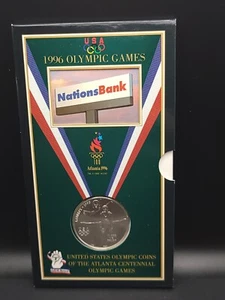 USA
1996 OLYMPIC GAMES
NationsBank
Atlanta 1996
UNITED STATES OLYMPIC COINS
OF THE ATLANTA CENTENNIAL
OLYMPIC GAMES